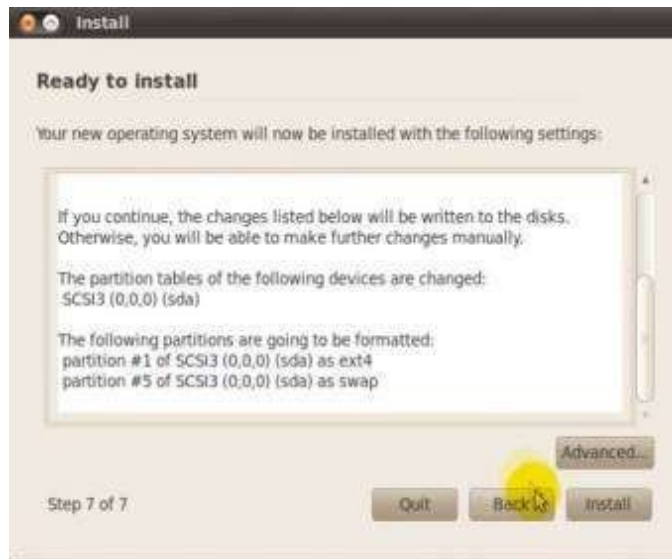 Install
Ready to install
Your new operating system will now be installed with the following settings:
If you continue, the changes listed below will be written to the disks.
Otherwise, you will be able to make further changes manually.
The partition tables of the following devices are changed:
SCSI3 (0,0,0) (sda)
The following partitions are going to be formatted:
partition #1 of SCSI3 (0,0,0) (sda) as ext4
partition #5 of SCSI3 (0,0,0) (sda) as swap
Advanced...
Step 7 of 7
Quit
Back
Install